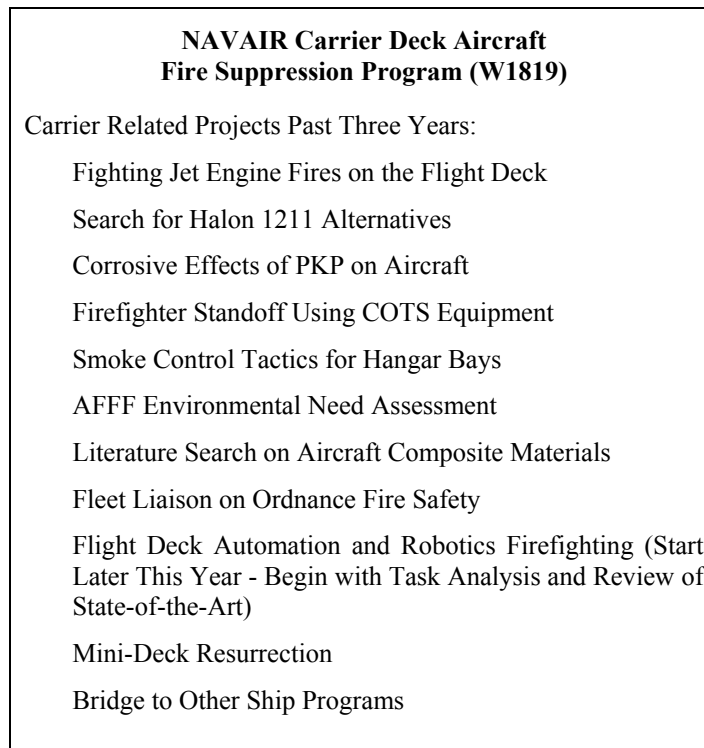 NAVAIR Carrier Deck Aircraft
Fire Suppression Program (W1819)
Carrier Related Projects Past Three Years:
Fighting Jet Engine Fires on the Flight Deck
Search for Halon 1211 Alternatives
Corrosive Effects of PKP on Aircraft
Firefighter Standoff Using COTS Equipment
Smoke Control Tactics for Hangar Bays
AFFF Environmental Need Assessment
Literature Search on Aircraft Composite Materials
Fleet Liaison on Ordnance Fire Safety
Flight Deck Automation and Robotics Firefighting (Start
Later This Year - Begin with Task Analysis and Review of
State-of-the-Art)
Mini-Deck Resurrection
Bridge to Other Ship Programs